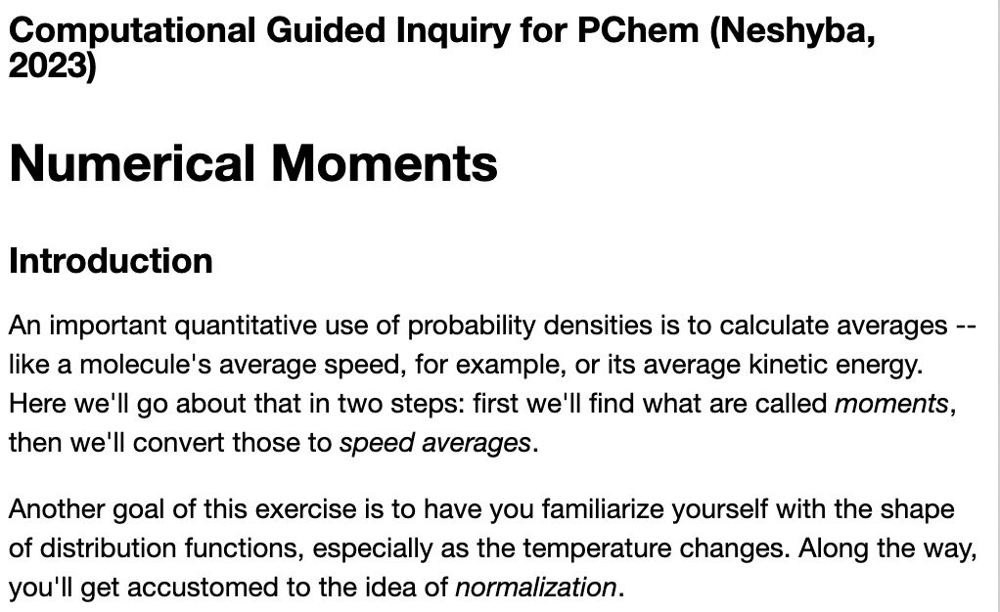 Computational Guided Inquiry for PChem (Neshyba,
2023)
Numerical Moments
Introduction
An important quantitative use of probability densities is to calculate averages --
like a molecule's average speed, for example, or its average kinetic energy.
Here we'll go about that in two steps: first we'll find what are called moments,
then we'll convert those to speed averages.
Another goal of this exercise is to have you familiarize yourself with the shape
of distribution functions, especially as the temperature changes. Along the way,
you'll get accustomed to the idea of normalization.